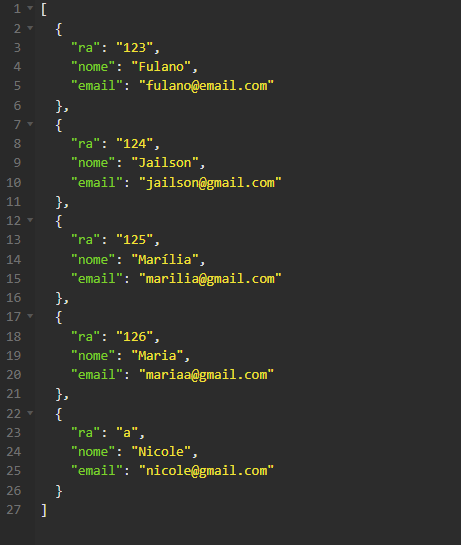 1 [
2 {
3 "ra": "123",
4 "nome": "Fulano",
5 "email": "fulano@email.com"
6 },
7 {
8 "ra": "124",
9 "nome": "Jailson",
10 "email": "jailson@gmail.com"
11 },
12 {
13 "ra": "125",
14 "nome": "Marília",
15 "email": "marilia@gmail.com"
16 },
17 {
18 "ra": "126",
19 "nome": "Maria",
20 "email": "mariaa@gmail.com"
21 },
22 {
23 "ra": "a",
24 "nome": "Nicole",
25 "email": "nicole@gmail.com"
26 }
27 ]